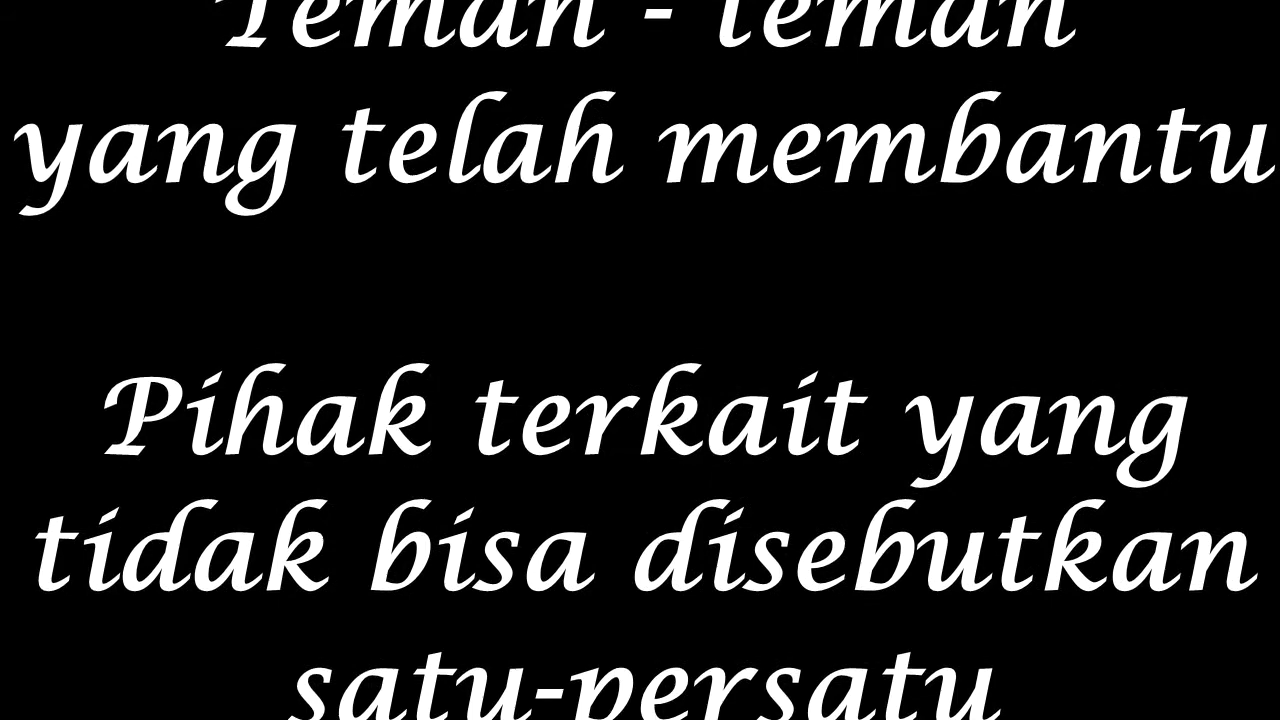 Teman - teman
yang telah membantu
Pihak terkait yang
tidak bisa disebutkan
satu-persatu